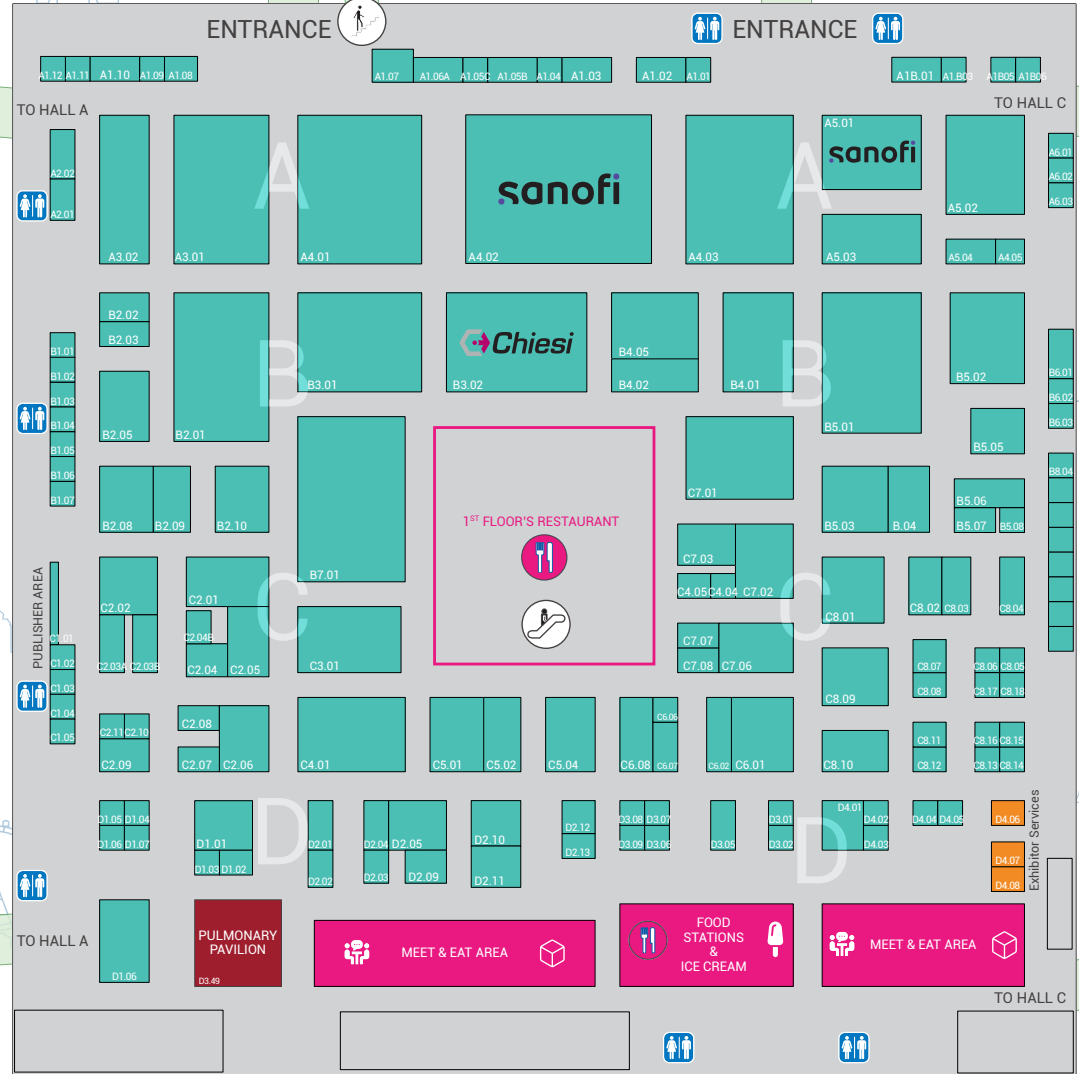 ENTRANCE
ENTRANCE
A1.12 A1.11 A1.10 A1.09 A1.08
A1.07 A1.06A A1.05C A1.05B A1.04 A1.03
A1.02 A1.01
A1B.01 A1.B03
A1B05 A1B06
TO HALL A
TO HALL C
A
A
A2.02
A2.01
A3.02
A3.01
A4.01
sanofi
A4.02
A4.03
A5.01
sanofi
A5.03
A5.02
A5.04 A4.05
A6.01
A6.02
A6.03
B
B
B1.01
B1.02
B1.03
B1.04
B1.05
B1.06
B1.07
B2.02
B2.03
B2.05
B2.01
B2.08 B2.09 B2.10
B3.01
Chiesi
B3.02
B4.05
B4.02
B4.01
B5.01
B5.02
B5.05
B5.03 B.04
B5.06
B5.07 B5.08
B6.01
B6.02
B6.03
B8.04
B7.01
1ST FLOOR'S RESTAURANT
C7.01
C7.03
C4.05 C4.04 C7.02
C7.07
C7.08 C7.06
C
C
PUBLISHER AREA
C1.01
C1.02
C1.03
C1.04
C1.05
C2.02
C2.03A C2.03B
C2.01
C2.04B
C2.04 C2.05
C3.01
C2.11 C2.10
C2.09
C2.08
C2.07 C2.06
C4.01
C5.01 C5.02
C5.04
C6.08
C6.06
C6.07
C6.02 C6.01
C8.01
C8.02 C8.03
C8.04
C8.09
C8.07
C8.08
C8.06 C8.05
C8.17 C8.18
C8.10
C8.11
C8.12
C8.16 C8.15
C8.13 C8.14
D
D
D1.05 D1.04
D1.06 D1.07
D1.01
D1.03 D1.02
D2.01
D2.02
D2.04 D2.05
D2.03 D2.09
D2.10
D2.11
D2.12
D2.13
D3.08 D3.07
D3.09 D3.06
D3.05
D3.01
D3.02
D4.01
D4.02
D4.03
D4.04 D4.05
D4.06
D4.07
D4.08
Exhibitor Services
TO HALL A
D1.06
PULMONARY
PAVILION
D3.49
MEET & EAT AREA
FOOD
STATIONS
&
ICE CREAM
MEET & EAT AREA
TO HALL C